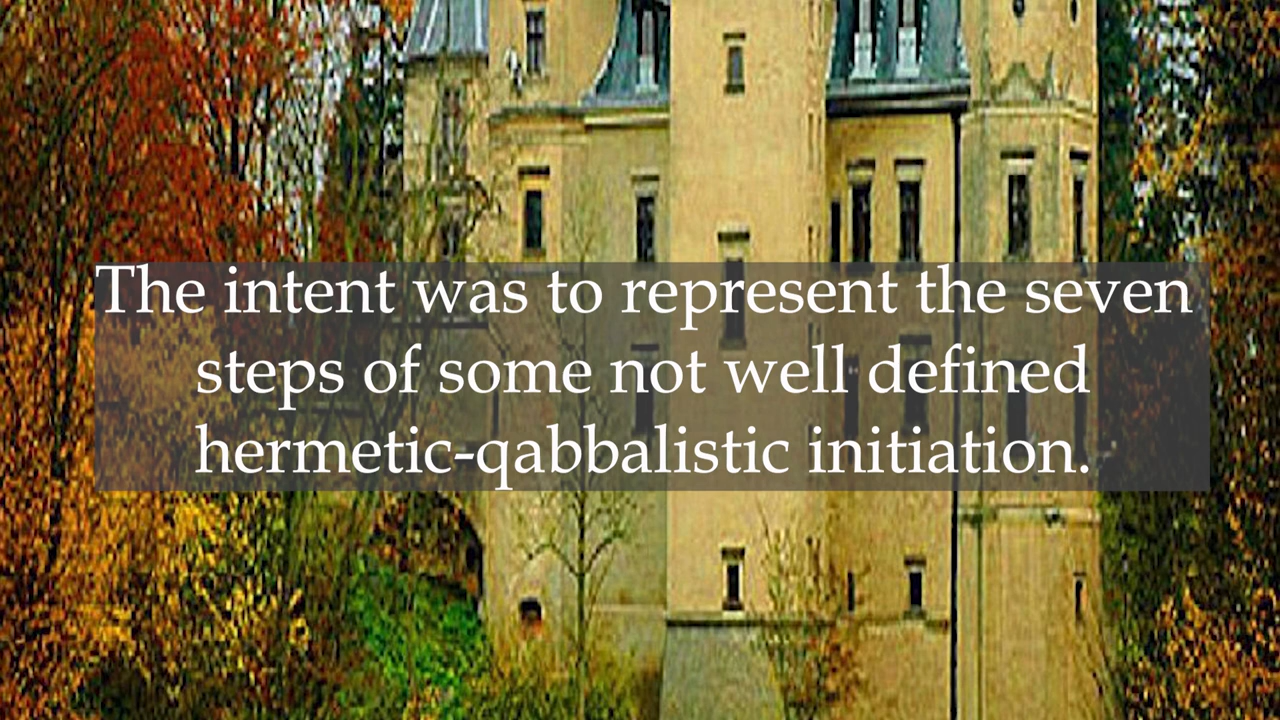 The intent was to represent the seven
steps of some not well defined
hermetic-qabbalistic initiation.